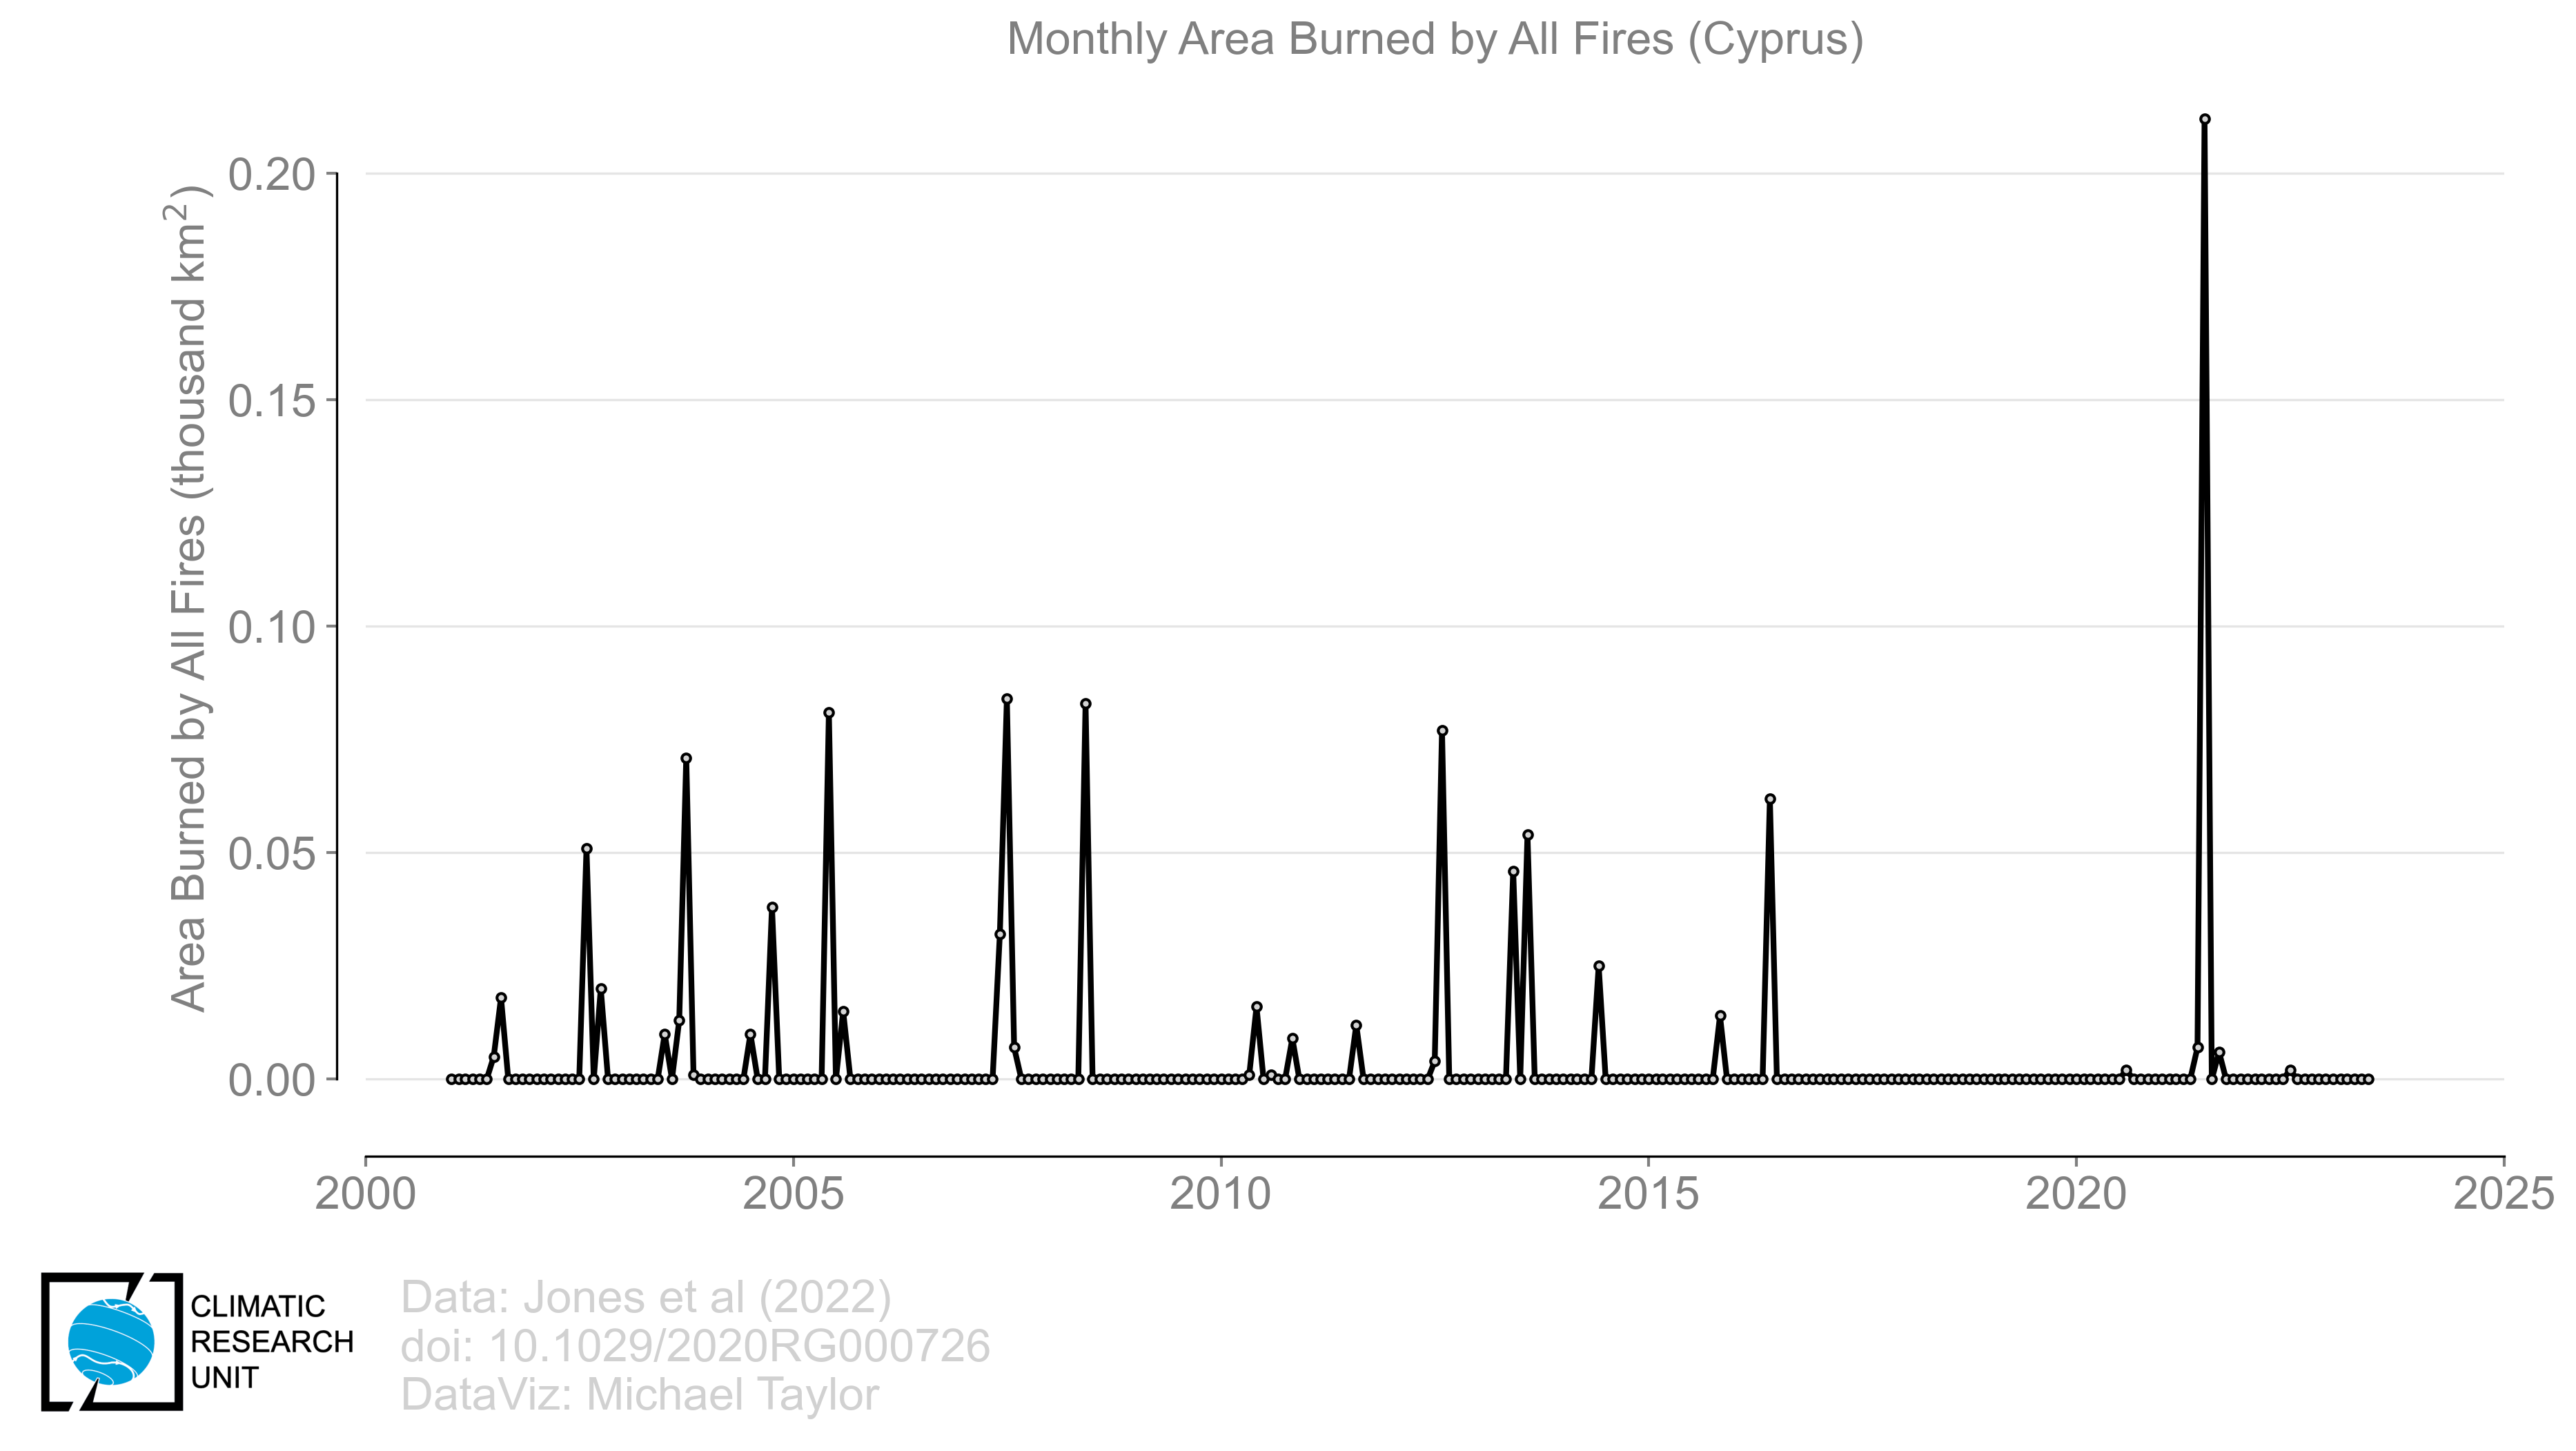 Monthly Area Burned by All Fires (Cyprus)
Area Burned by All Fires (thousand km²)
0.20
0.15
0.10
0.05
0.00
2000
2005
2010
2015
2020
2025
CLIMATIC
RESEARCH
UNIT
Data: Jones et al (2022)
doi: 10.1029/2020RG000726
DataViz: Michael Taylor